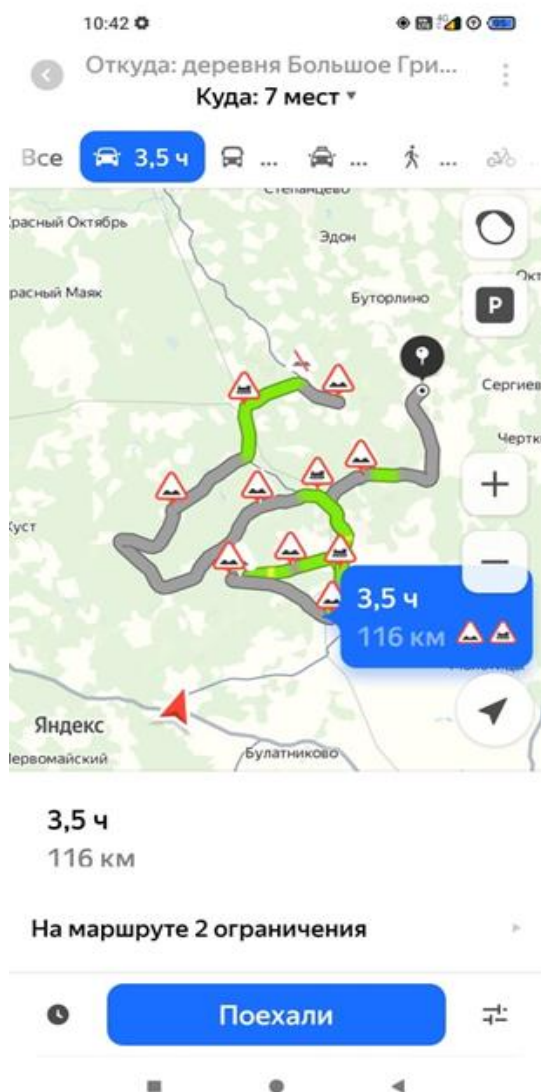 10:42
Откуда: деревня Большое Гри...
Куда: 7 мест
Все 3,5 ч ... ... ...
Степанцево
Красный Октябрь
Эдон
Окт
Красный Маяк
Буторлино
P
Сергиев
Чертк
Куст
3,5 ч
116 км
Яндекс
Булатниково
Первомайский
3,5 ч
116 км
На маршруте 2 ограничения
Поехали